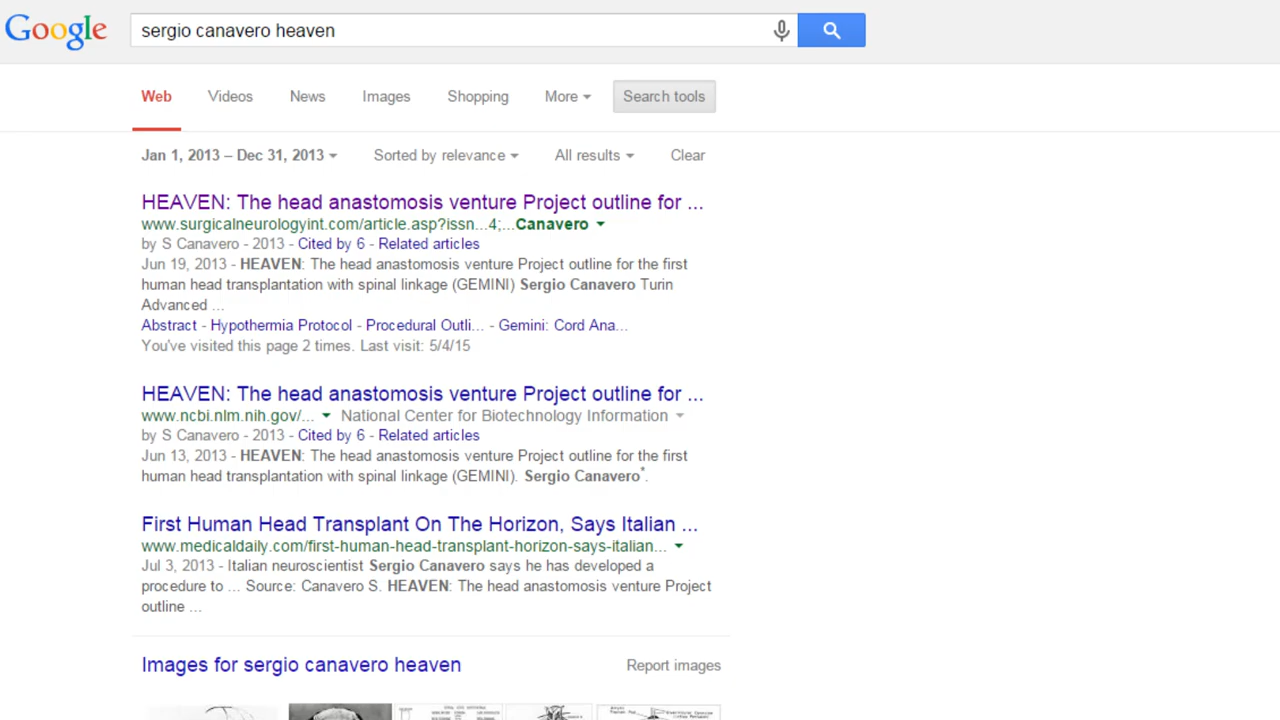 Google sergio canavero heaven
Web Videos News Images Shopping More Search tools
Jan 1, 2013 – Dec 31, 2013 Sorted by relevance All results Clear
HEAVEN: The head anastomosis venture Project outline for ...
www.surgicalneurologyint.com/article.asp?issn...4;...Canavero
by S Canavero - 2013 - Cited by 6 - Related articles
Jun 19, 2013 - HEAVEN: The head anastomosis venture Project outline for the first
human head transplantation with spinal linkage (GEMINI) Sergio Canavero Turin
Advanced ...
Abstract - Hypothermia Protocol - Procedural Outli... - Gemini: Cord Ana...
You've visited this page 2 times. Last visit: 5/4/15
HEAVEN: The head anastomosis venture Project outline for ...
www.ncbi.nlm.nih.gov/... National Center for Biotechnology Information
by S Canavero - 2013 - Cited by 6 - Related articles
Jun 13, 2013 - HEAVEN: The head anastomosis venture Project outline for the first
human head transplantation with spinal linkage (GEMINI). Sergio Canavero*.
First Human Head Transplant On The Horizon, Says Italian ...
www.medicaldaily.com/first-human-head-transplant-horizon-says-italian...
Jul 3, 2013 - Italian neuroscientist Sergio Canavero says he has developed a
procedure to ... Source: Canavero S. HEAVEN: The head anastomosis venture Project
outline ...
Images for sergio canavero heaven Report images